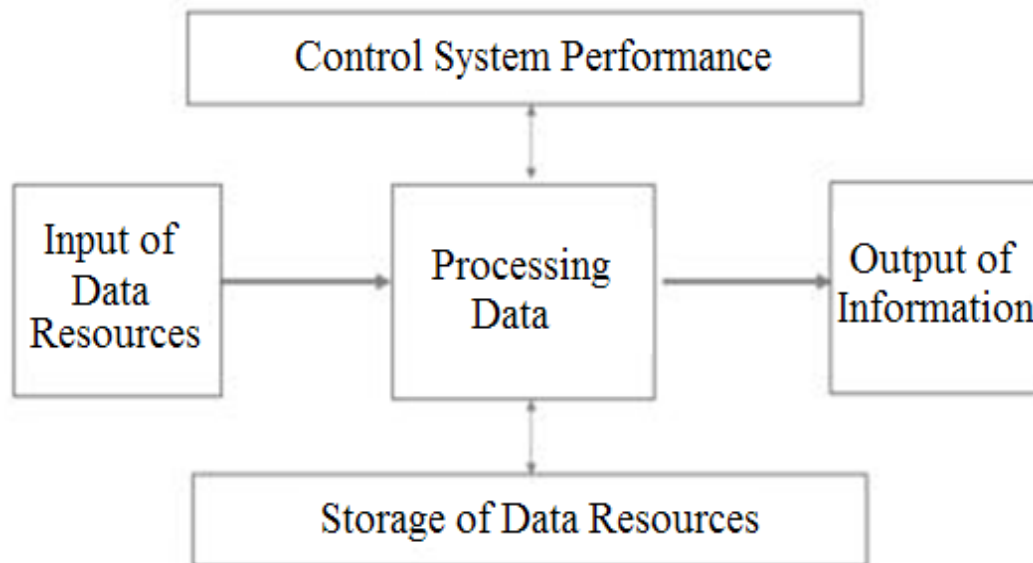 Control System Performance
Input of
Data
Resources
Processing
Data
Output of
Information
Storage of Data Resources